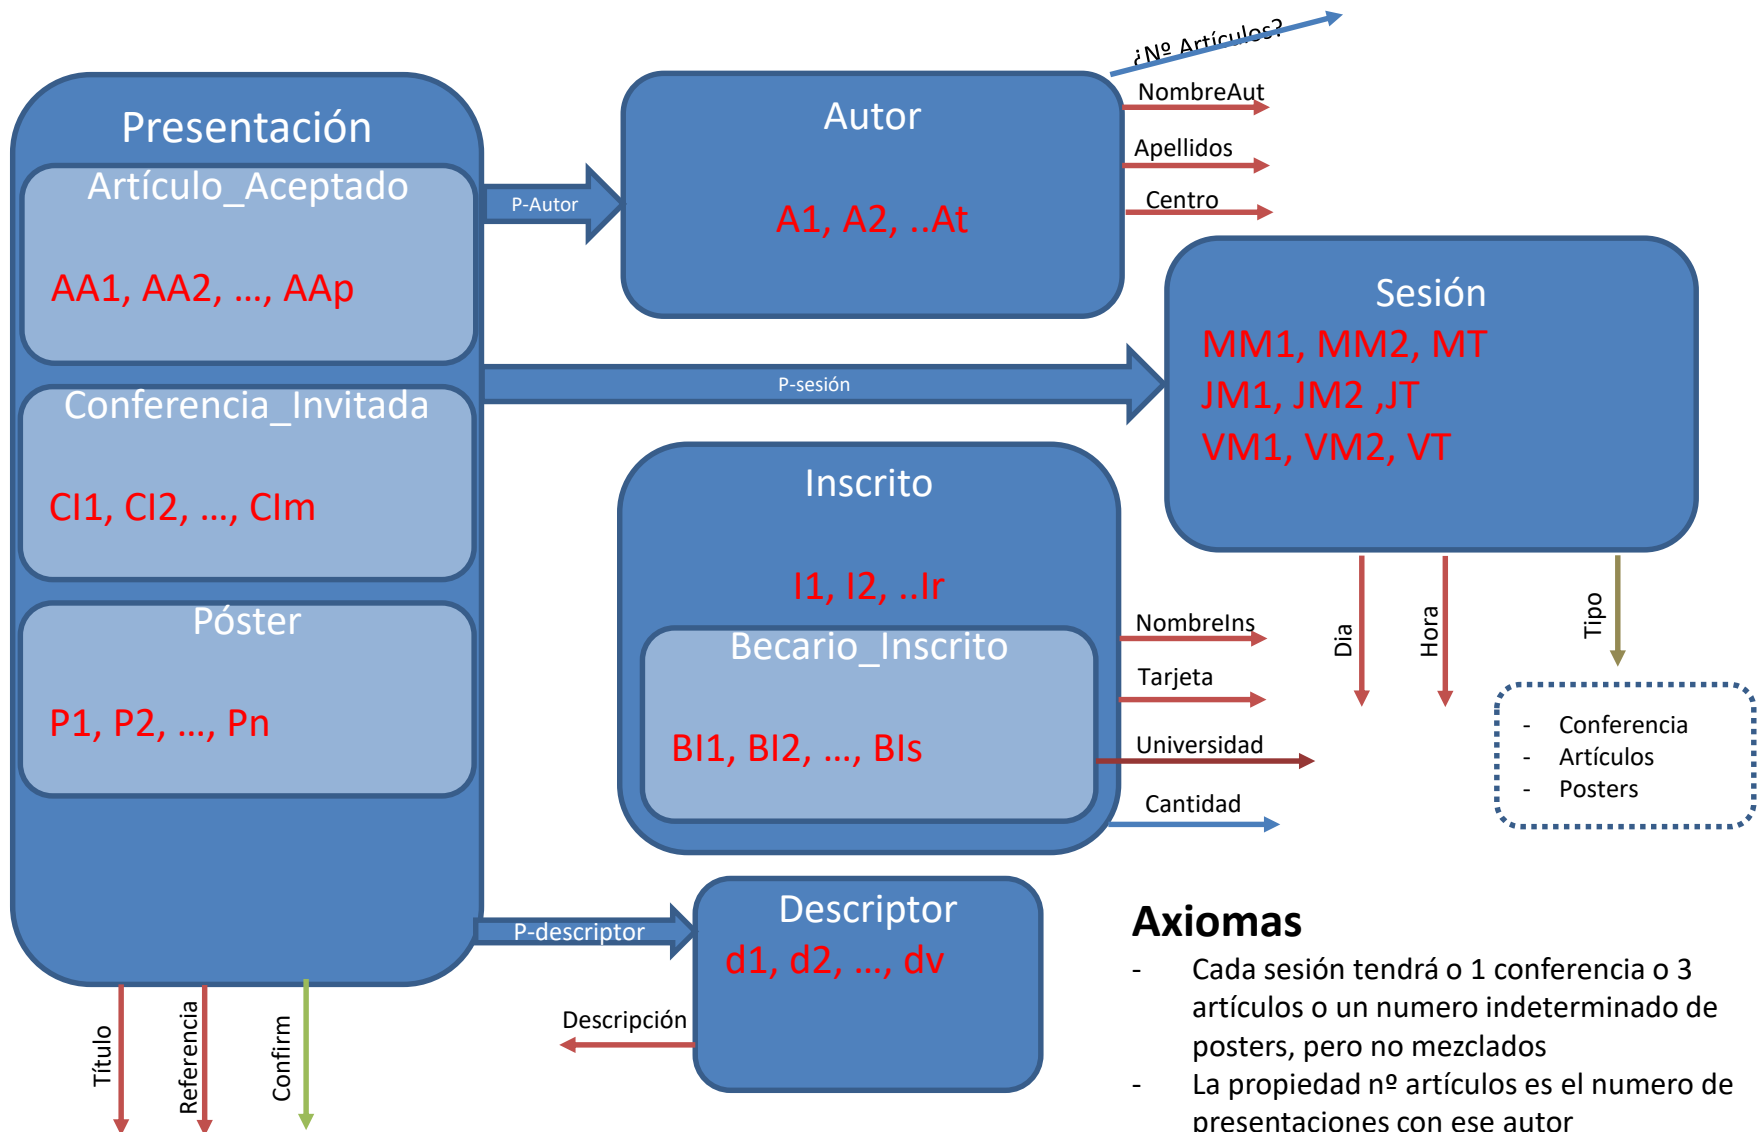 Presentación
Artículo_Aceptado
AA1, AA2, ..., AAp
Conferencia_Invitada
CI1, CI2, ..., CIm
Póster
P1, P2, ..., Pn
Título
Referencia
Confirm
P-Autor
Autor
A1, A2, ..At
¿Nº Artículos?
NombreAut
Apellidos
Centro
P-sesión
Sesión
MM1, MM2, MT
JM1, JM2 ,JT
VM1, VM2, VT
Dia
Hora
Tipo
- Conferencia
- Artículos
- Posters
Inscrito
I1, I2, ..Ir
Becario_Inscrito
BI1, BI2, ..., BIs
NombreIns
Tarjeta
Universidad
Cantidad
P-descriptor
Descriptor
d1, d2, ..., dv
Descripción
Axiomas
- Cada sesión tendrá o 1 conferencia o 3
artículos o un numero indeterminado de
posters, pero no mezclados
- La propiedad nº artículos es el numero de
presentaciones con ese autor